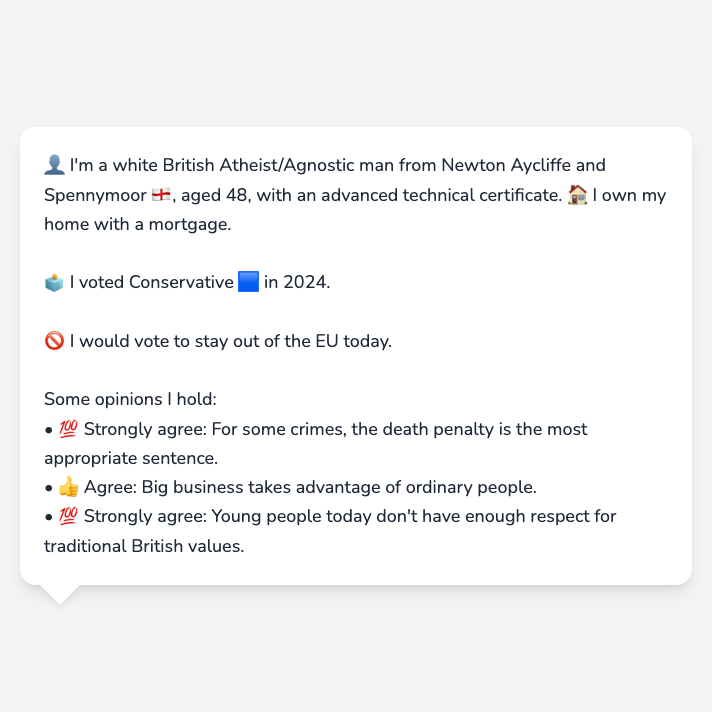 👤 I'm a white British Atheist/Agnostic man from Newton Aycliffe and
Spennymoor 🏴󠁧󠁢󠁥󠁮󠁧󠁿, aged 48, with an advanced technical certificate. 🏠 I own my
home with a mortgage.
🗳️ I voted Conservative 🟦 in 2024.
🚫 I would vote to stay out of the EU today.
Some opinions I hold:
• 💯 Strongly agree: For some crimes, the death penalty is the most
appropriate sentence.
• 👍 Agree: Big business takes advantage of ordinary people.
• 💯 Strongly agree: Young people today don't have enough respect for
traditional British values.